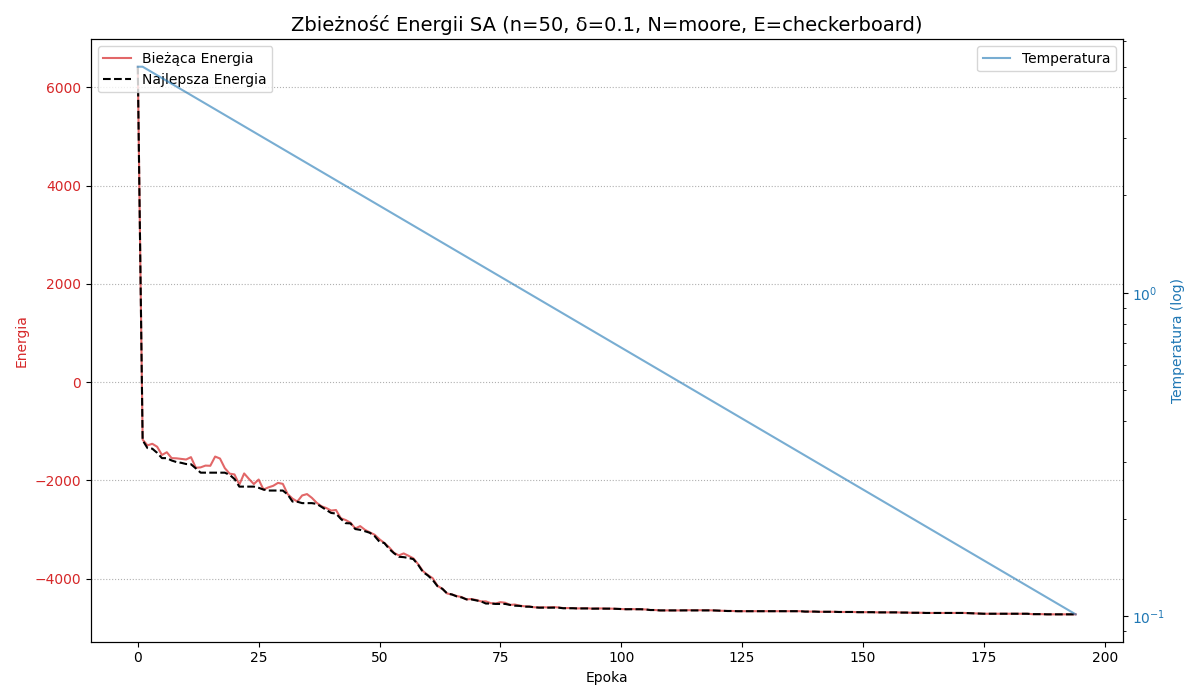 Zbieżność Energii SA (n=50, δ=0.1, N=moore, E=checkerboard)
Bieżąca Energia
Najlepsza Energia
Temperatura
6000
4000
2000
0
−2000
−4000
Energia
10⁰
10⁻¹
Temperatura (log)
0
25
50
75
100
125
150
175
200
Epoka